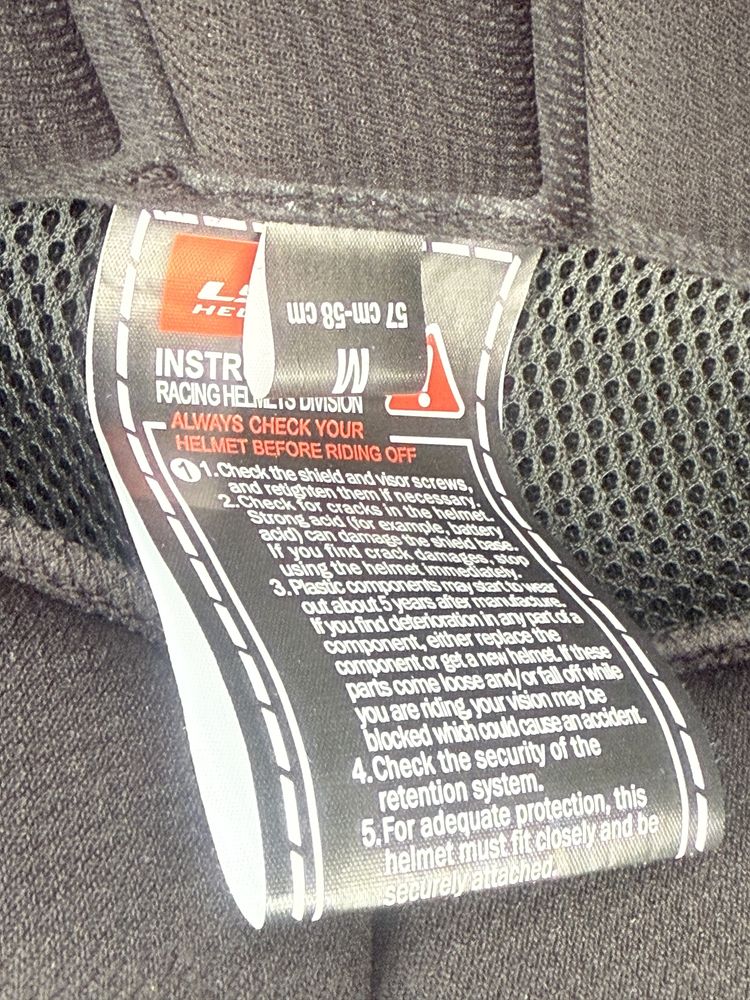 57 cm-58 cm
M
INSTR
RACING HELMETS DIVISION
ALWAYS CHECK YOUR
HELMET BEFORE RIDING OFF
1 1. Check the shield and visor screws,
and retighten them if necessary.
2. Check for cracks in the helmet.
Strong acid (for example, battery
acid) can damage the shield base.
If you find crack damages, stop
using the helmet immediately.
3. Plastic components may start to wear
out about 5 years after manufacture.
If you find deterioration in any part of a
component, either replace the
component or get a new helmet. If these
parts come loose and/or fall off while
you are riding, your vision may be
blocked which could cause an accident.
4. Check the security of the
retention system.
5. For adequate protection, this
helmet must fit closely and be
securely attached.